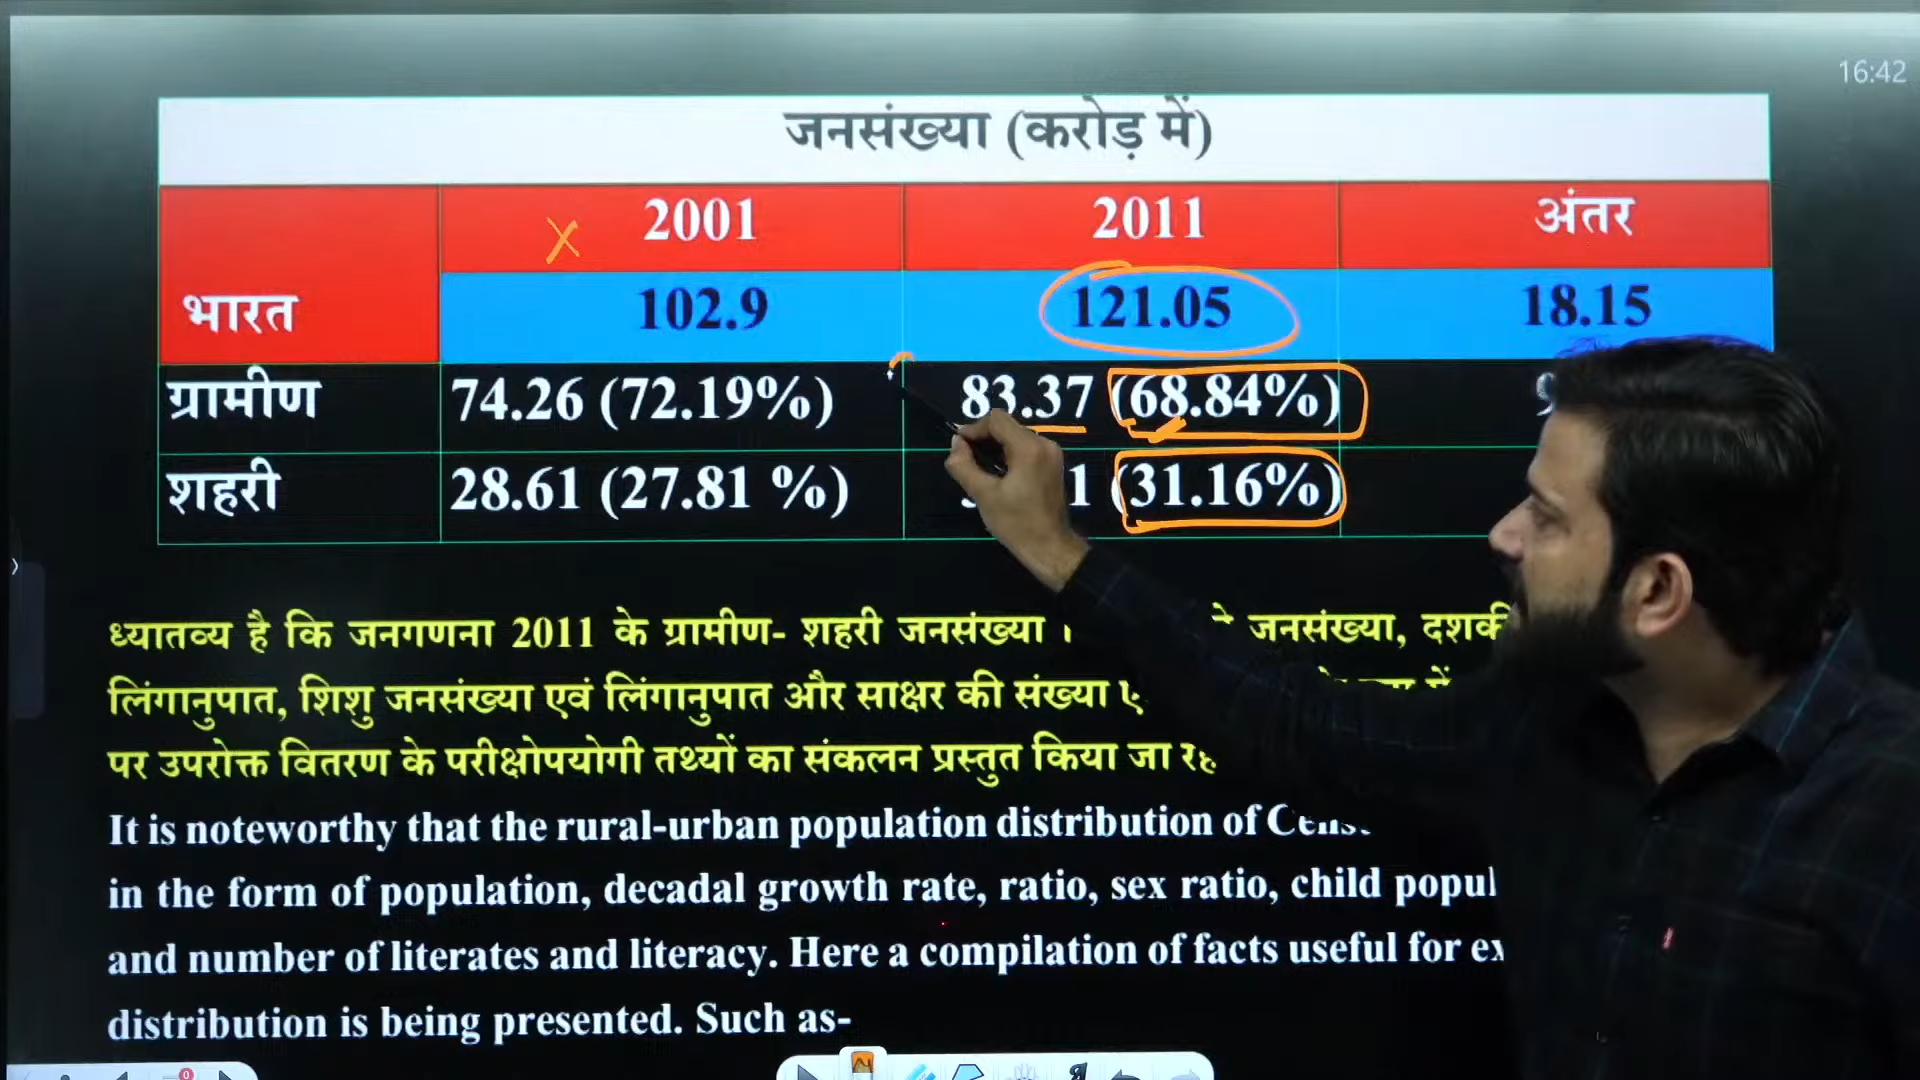 16:42
जनसंख्या (करोड़ में)
2001 2011 अंतर
भारत 102.9 121.05 18.15
ग्रामीण 74.26 (72.19%) 83.37 (68.84%)
शहरी 28.61 (27.81 %) (31.16%)
ध्यातव्य है कि जनगणना 2011 के ग्रामीण- शहरी जनसंख्या जनसंख्या,
लिंगानुपात, शिशु जनसंख्या एवं लिंगानुपात और साक्षर की संख्या
पर उपरोक्त वितरण के परीक्षोपयोगी तथ्यों का संकलन प्रस्तुत किया जा
It is noteworthy that the rural-urban population distribution of
in the form of population, decadal growth rate, ratio, sex ratio, child
and number of literates and literacy. Here a compilation of facts useful for
distribution is being presented. Such as-